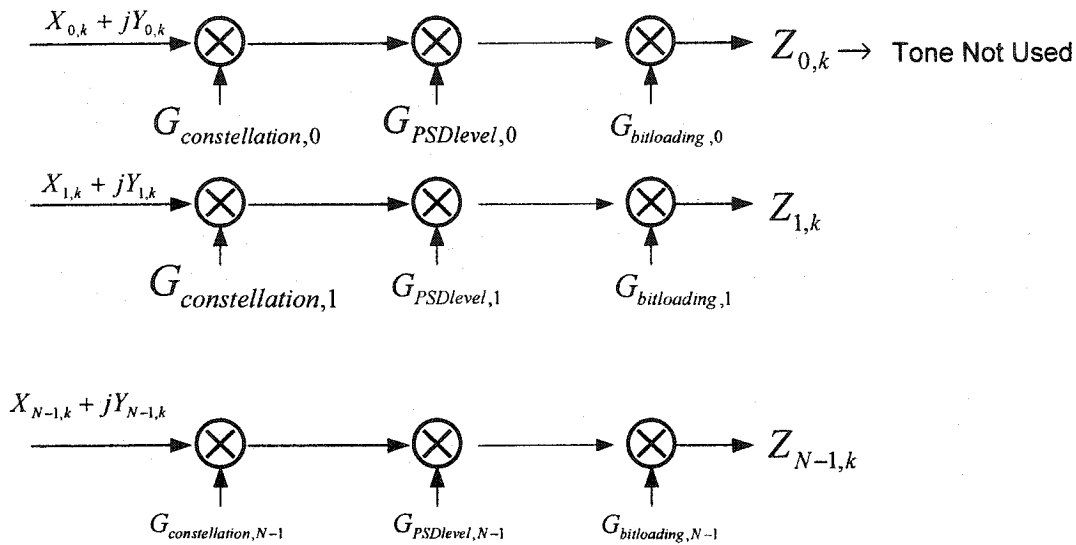 X_{0,k} + jY_{0,k}
Z_{0,k} → Tone Not Used
G_{constellation,0} G_{PSDlevel,0} G_{bitloading,0}
X_{1,k} + jY_{1,k}
Z_{1,k}
G_{constellation,1} G_{PSDlevel,1} G_{bitloading,1}
X_{N-1,k} + jY_{N-1,k}
Z_{N-1,k}
G_{constellation,N-1} G_{PSDlevel,N-1} G_{bitloading,N-1}